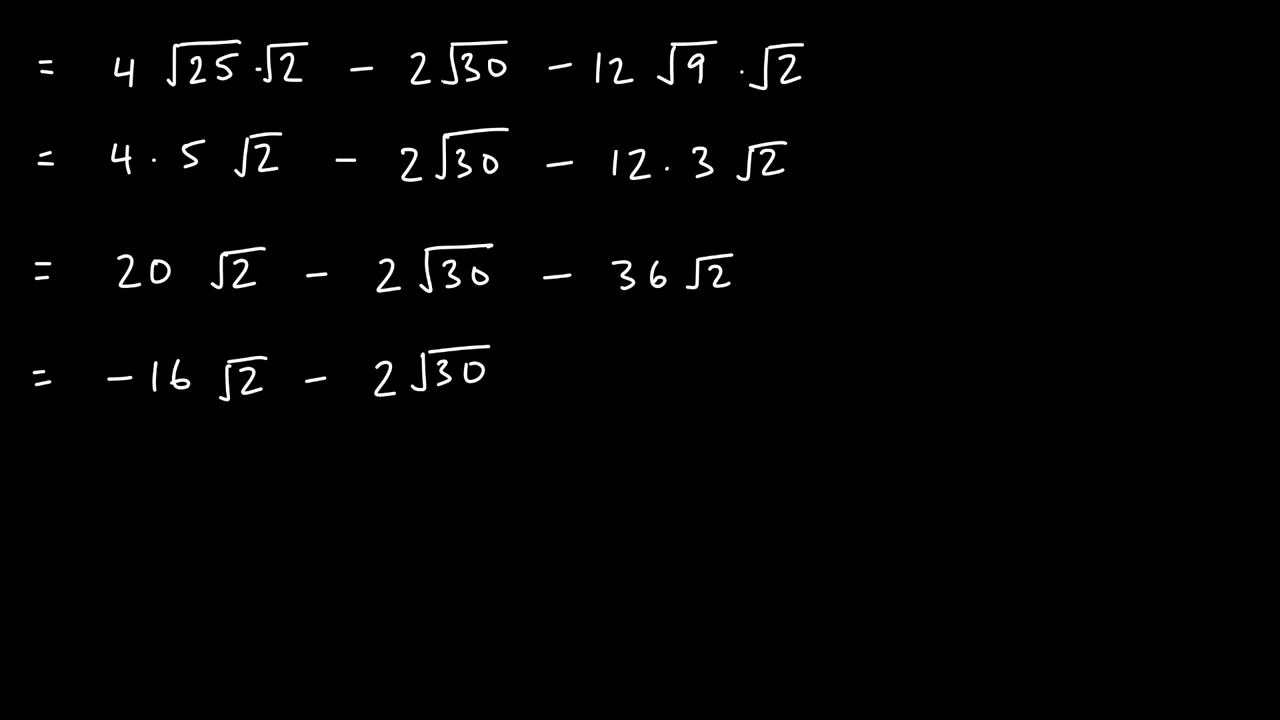 = 4 √25 · √2 − 2√30 − 12 √9 · √2
= 4 · 5 √2 − 2√30 − 12 · 3 √2
= 20 √2 − 2√30 − 36 √2
= −16 √2 − 2√30